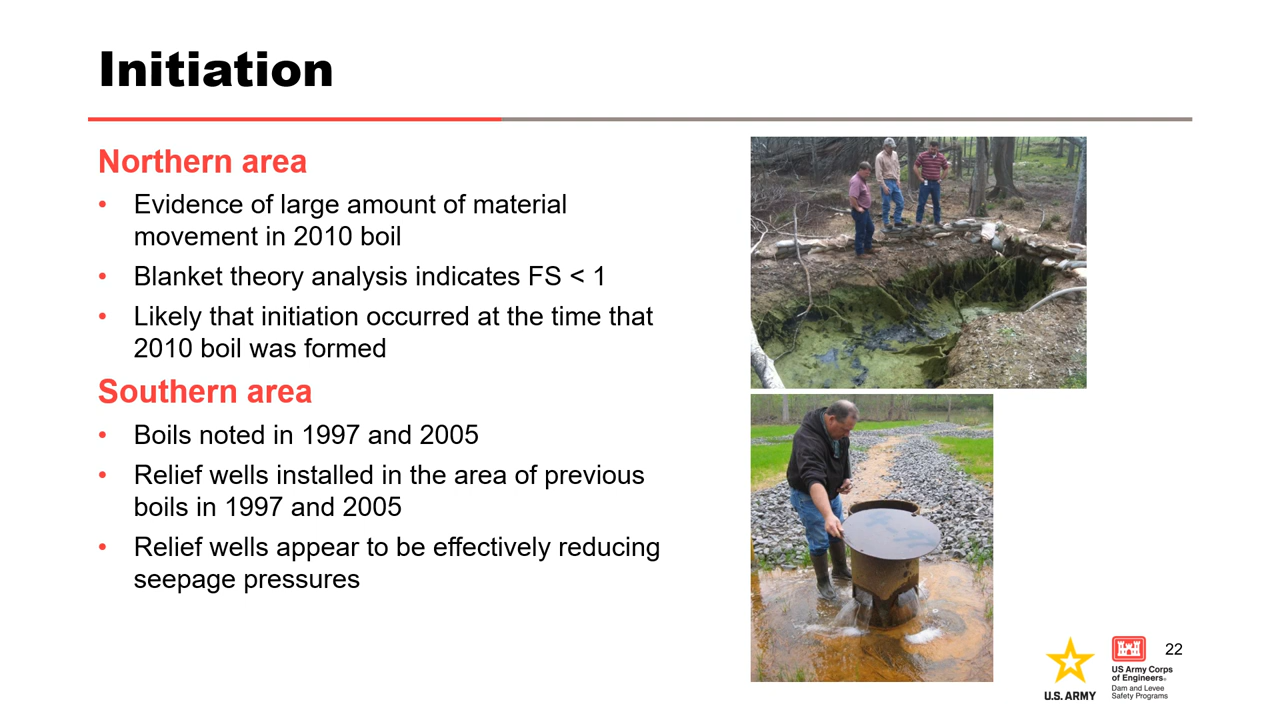 Initiation
Northern area
• Evidence of large amount of material
movement in 2010 boil
• Blanket theory analysis indicates FS < 1
• Likely that initiation occurred at the time that
2010 boil was formed
Southern area
• Boils noted in 1997 and 2005
• Relief wells installed in the area of previous
boils in 1997 and 2005
• Relief wells appear to be effectively reducing
seepage pressures
U.S. ARMY
US Army Corps
of Engineers®
Dam and Levee
Safety Programs
22